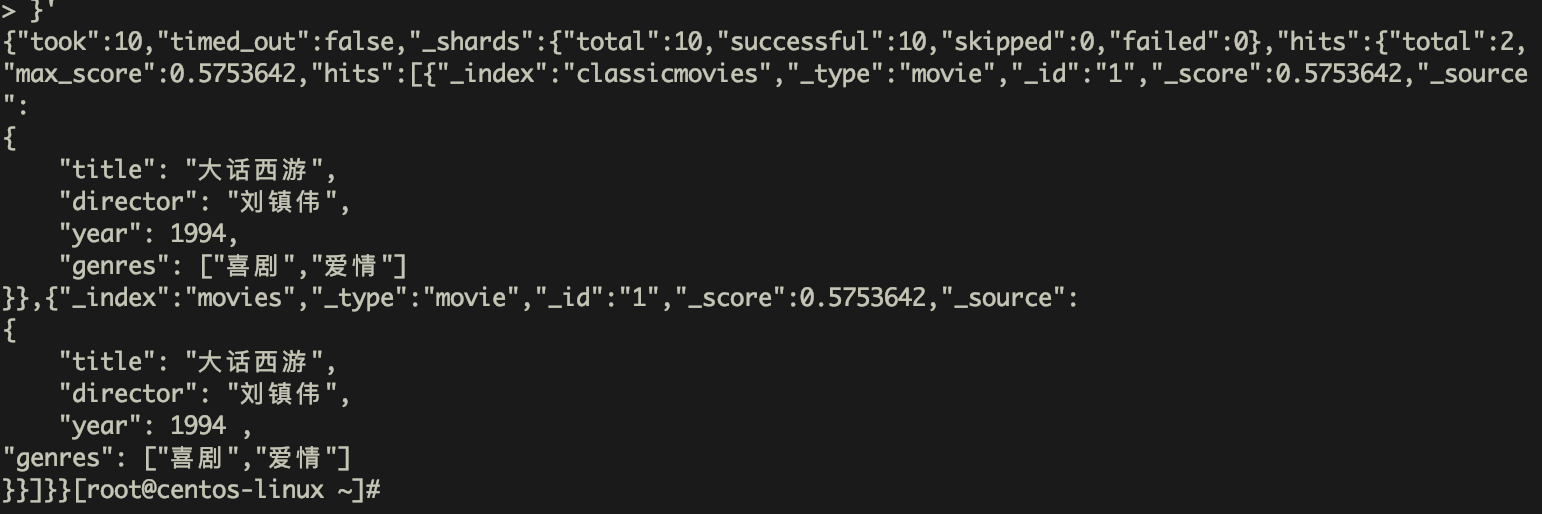 > }'
{"took":10,"timed_out":false,"_shards":{"total":10,"successful":10,"skipped":0,"failed":0},"hits":{"total":2,
"max_score":0.5753642,"hits":[{"_index":"classicmovies","_type":"movie","_id":"1","_score":0.5753642,"_source
":
{
    "title": "大话西游",
    "director": "刘镇伟",
    "year": 1994,
    "genres": ["喜剧","爱情"]
}},{"_index":"movies","_type":"movie","_id":"1","_score":0.5753642,"_source":
{
    "title": "大话西游",
    "director": "刘镇伟",
    "year": 1994 ,
"genres": ["喜剧","爱情"]
}}]}}[root@centos-linux ~]#